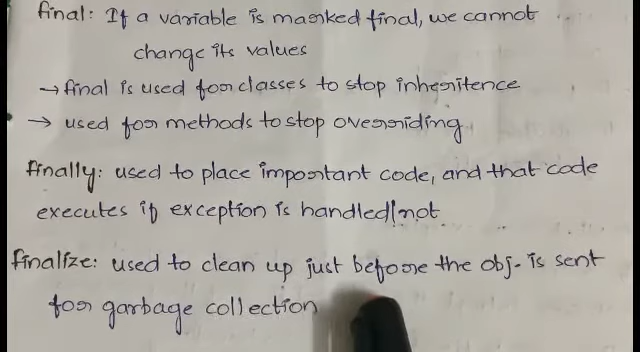 final: If a variable is marked final, we cannot
change its values
→ final is used for classes to stop inheritence
→ used for methods to stop overriding
finally: used to place important code, and that code
executes if exception is handled/not
finalize: used to clean up just before the obj. is sent
for garbage collection